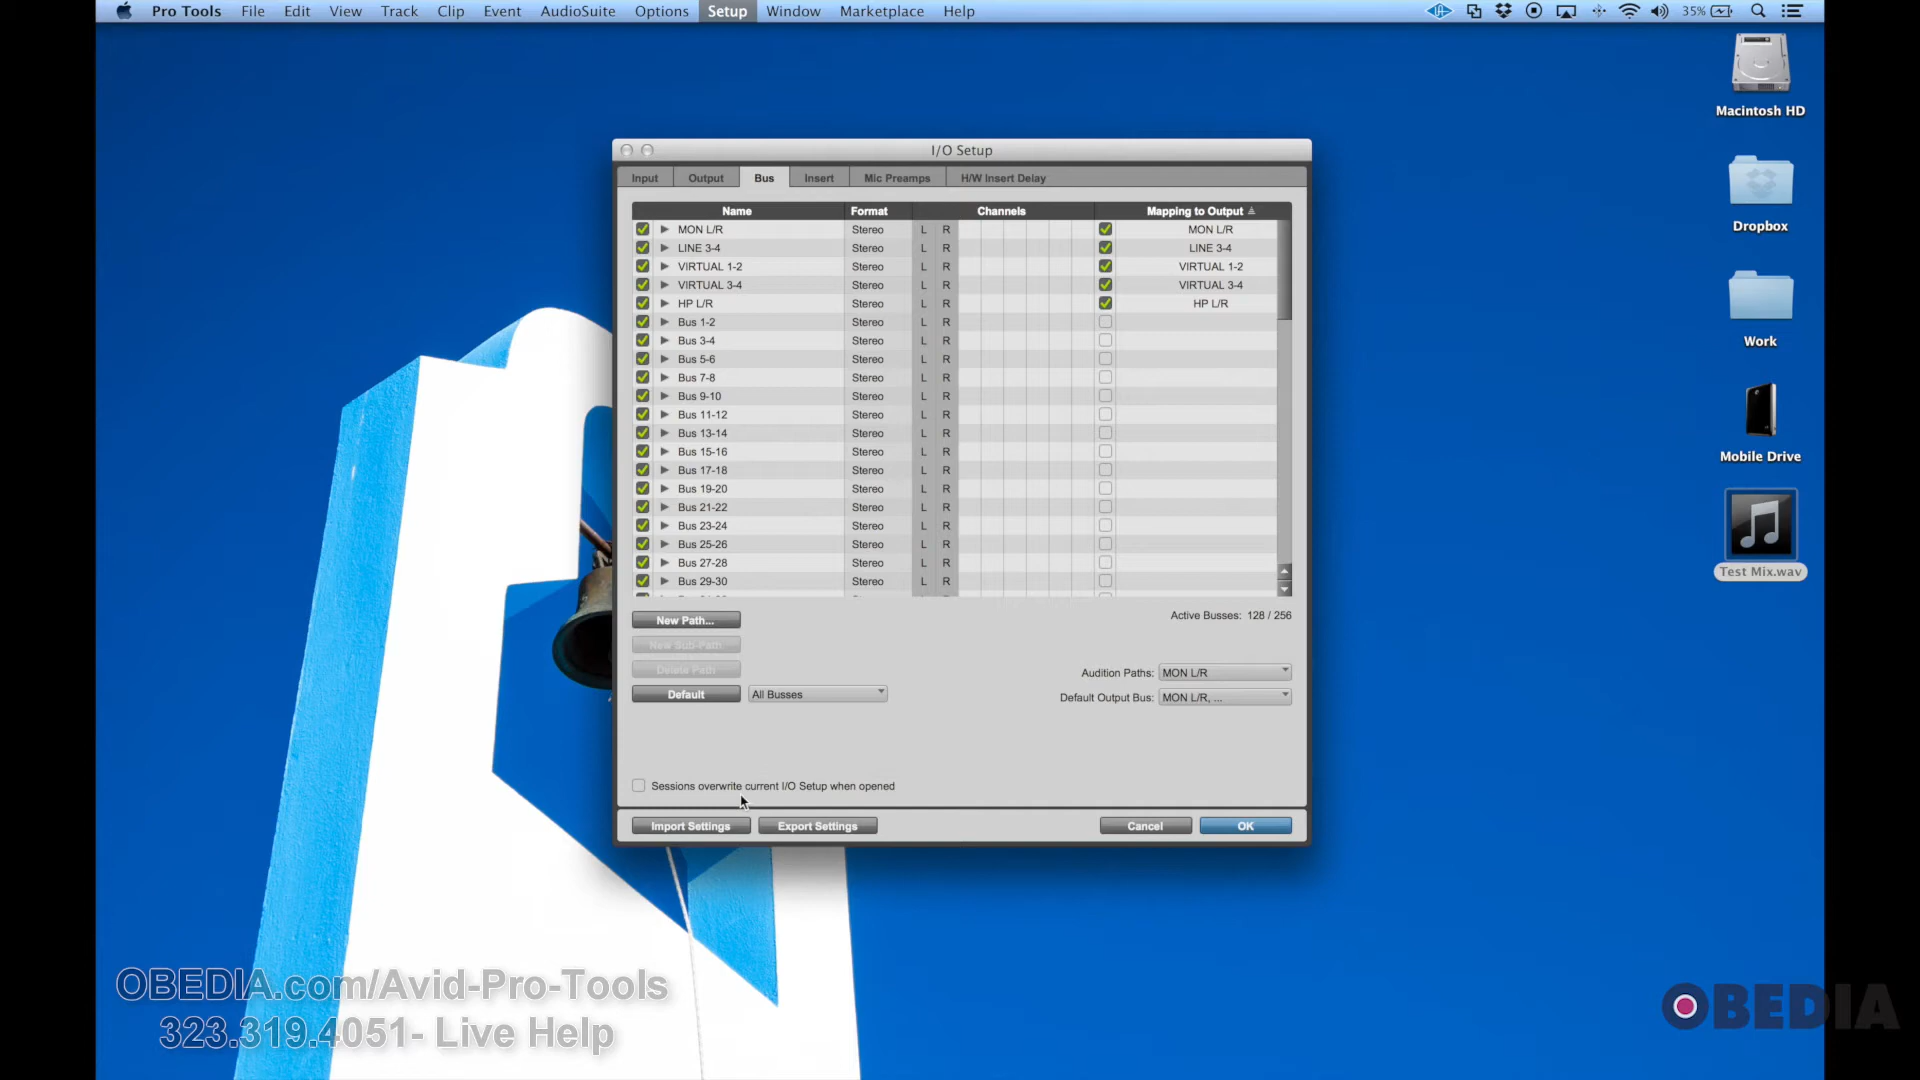 Pro Tools File Edit View Track Clip Event AudioSuite Options Setup Window Marketplace Help 35%
Macintosh HD
Dropbox
Work
Mobile Drive
Test Mix.wav
I/O Setup
Input Output Bus Insert Mic Preamps H/W Insert Delay
Name Format Channels Mapping to Output
MON L/R Stereo L R MON L/R
LINE 3-4 Stereo L R LINE 3-4
VIRTUAL 1-2 Stereo L R VIRTUAL 1-2
VIRTUAL 3-4 Stereo L R VIRTUAL 3-4
HP L/R Stereo L R HP L/R
Bus 1-2 Stereo L R
Bus 3-4 Stereo L R
Bus 5-6 Stereo L R
Bus 7-8 Stereo L R
Bus 9-10 Stereo L R
Bus 11-12 Stereo L R
Bus 13-14 Stereo L R
Bus 15-16 Stereo L R
Bus 17-18 Stereo L R
Bus 19-20 Stereo L R
Bus 21-22 Stereo L R
Bus 23-24 Stereo L R
Bus 25-26 Stereo L R
Bus 27-28 Stereo L R
Bus 29-30 Stereo L R
New Path... Active Busses: 128 / 256
New Sub-Path
Delete Path Audition Paths: MON L/R
Default All Busses Default Output Bus: MON L/R, ...
Sessions overwrite current I/O Setup when opened
Import Settings Export Settings Cancel OK
OBEDIA.com/Avid-Pro-Tools
323.319.4051- Live Help
OBEDIA